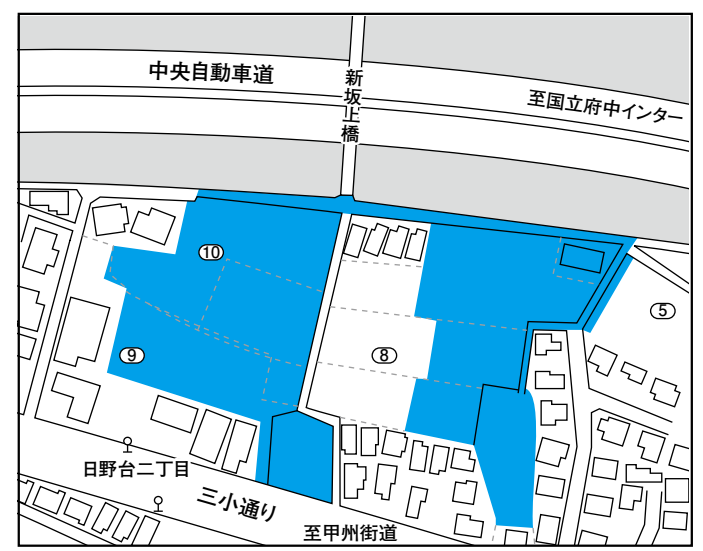 中央自動車道
新坂上橋
至国立府中インター
⑩
⑤
⑨
⑧
日野台二丁目
三小通り
至甲州街道